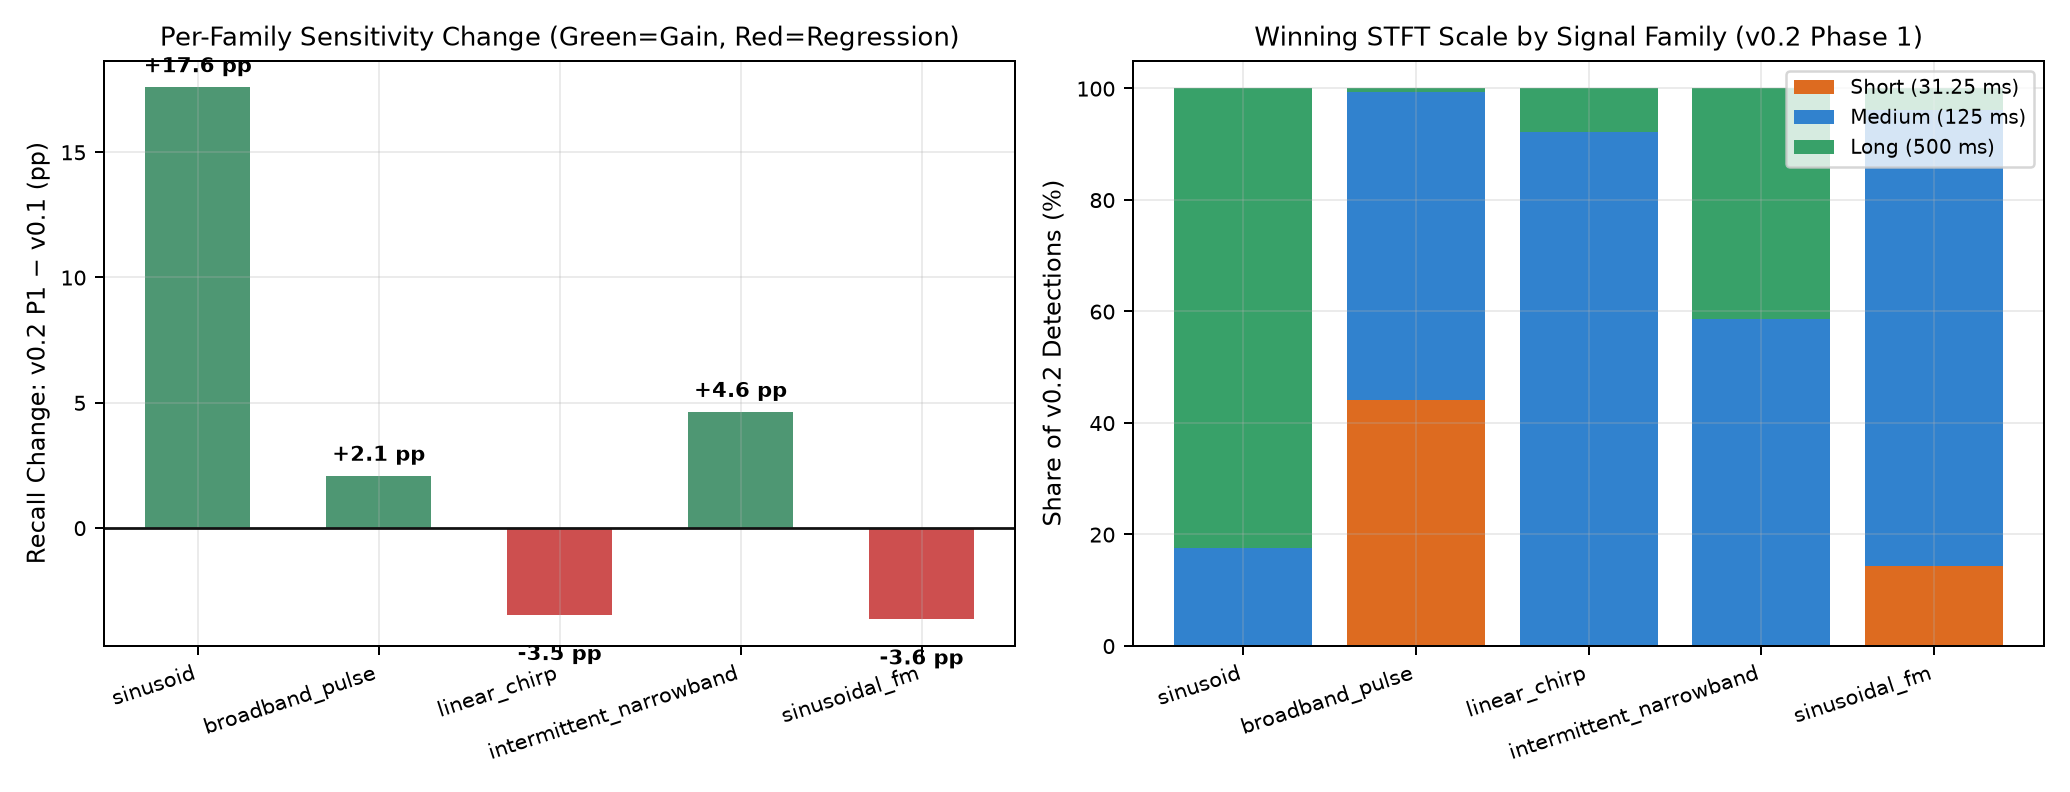 Per-Family Sensitivity Change (Green=Gain, Red=Regression)
Recall Change: v0.2 P1 − v0.1 (pp)
15
10
5
0
+17.6 pp
+2.1 pp
-3.5 pp
+4.6 pp
-3.6 pp
sinusoid
broadband_pulse
linear_chirp
intermittent_narrowband
sinusoidal_fm
Winning STFT Scale by Signal Family (v0.2 Phase 1)
Share of v0.2 Detections (%)
100
80
60
40
20
0
Short (31.25 ms)
Medium (125 ms)
Long (500 ms)
sinusoid
broadband_pulse
linear_chirp
intermittent_narrowband
sinusoidal_fm